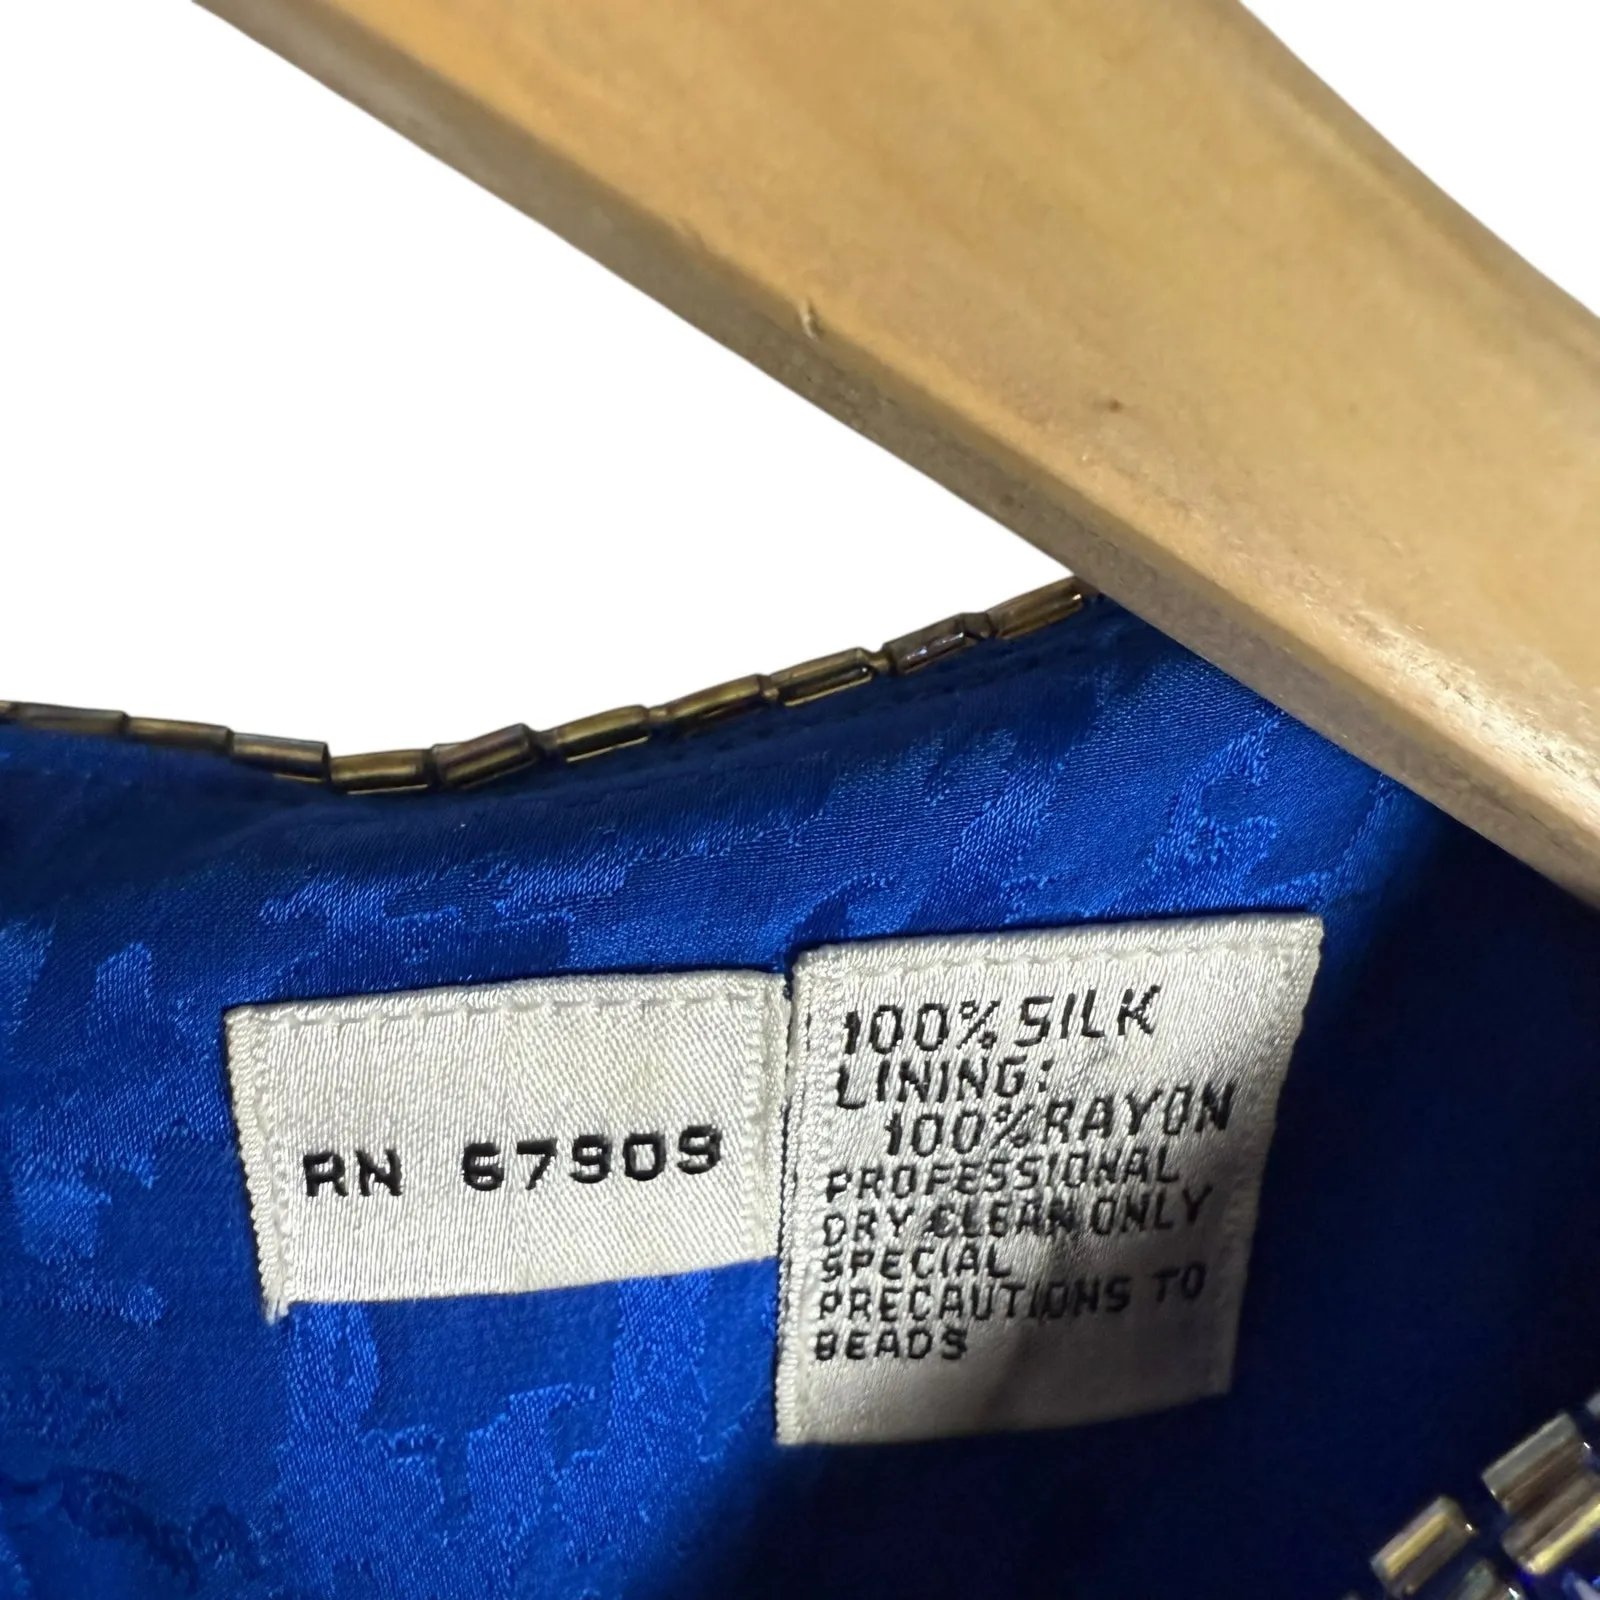 RN 67909
100% SILK
LINING:
100% RAYON
PROFESSIONAL
DRY CLEAN ONLY
SPECIAL
PRECAUTIONS TO
BEADS